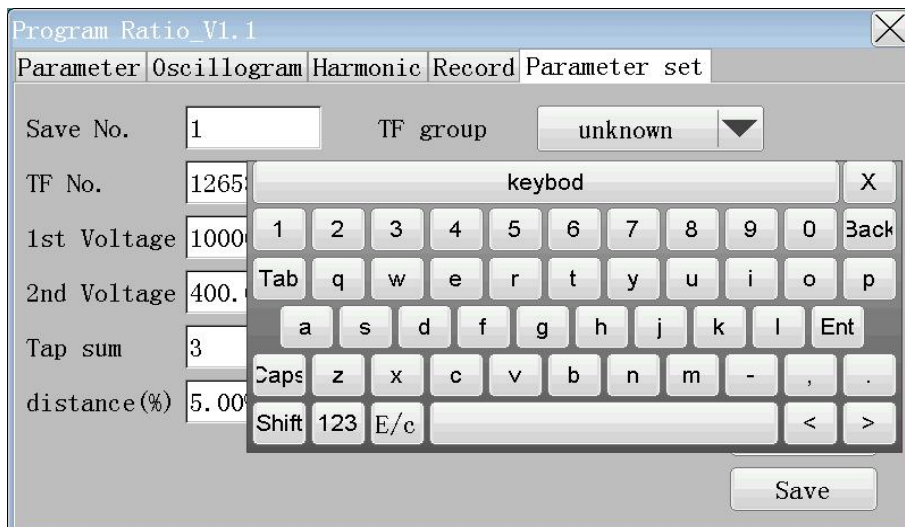 Program Ratio_V1.1
Parameter Oscillogram Harmonic Record Parameter set
Save No. 1 TF group unknown
TF No. 1265
keybod X
1st Voltage 1000
1 2 3 4 5 6 7 8 9 0 Back
2nd Voltage 400.
Tab q w e r t y u i o p
a s d f g h j k l Ent
Tap sum 3
Caps z x c v b n m - , .
distance(%) 5.00
Shift 123 E/c < >
Save